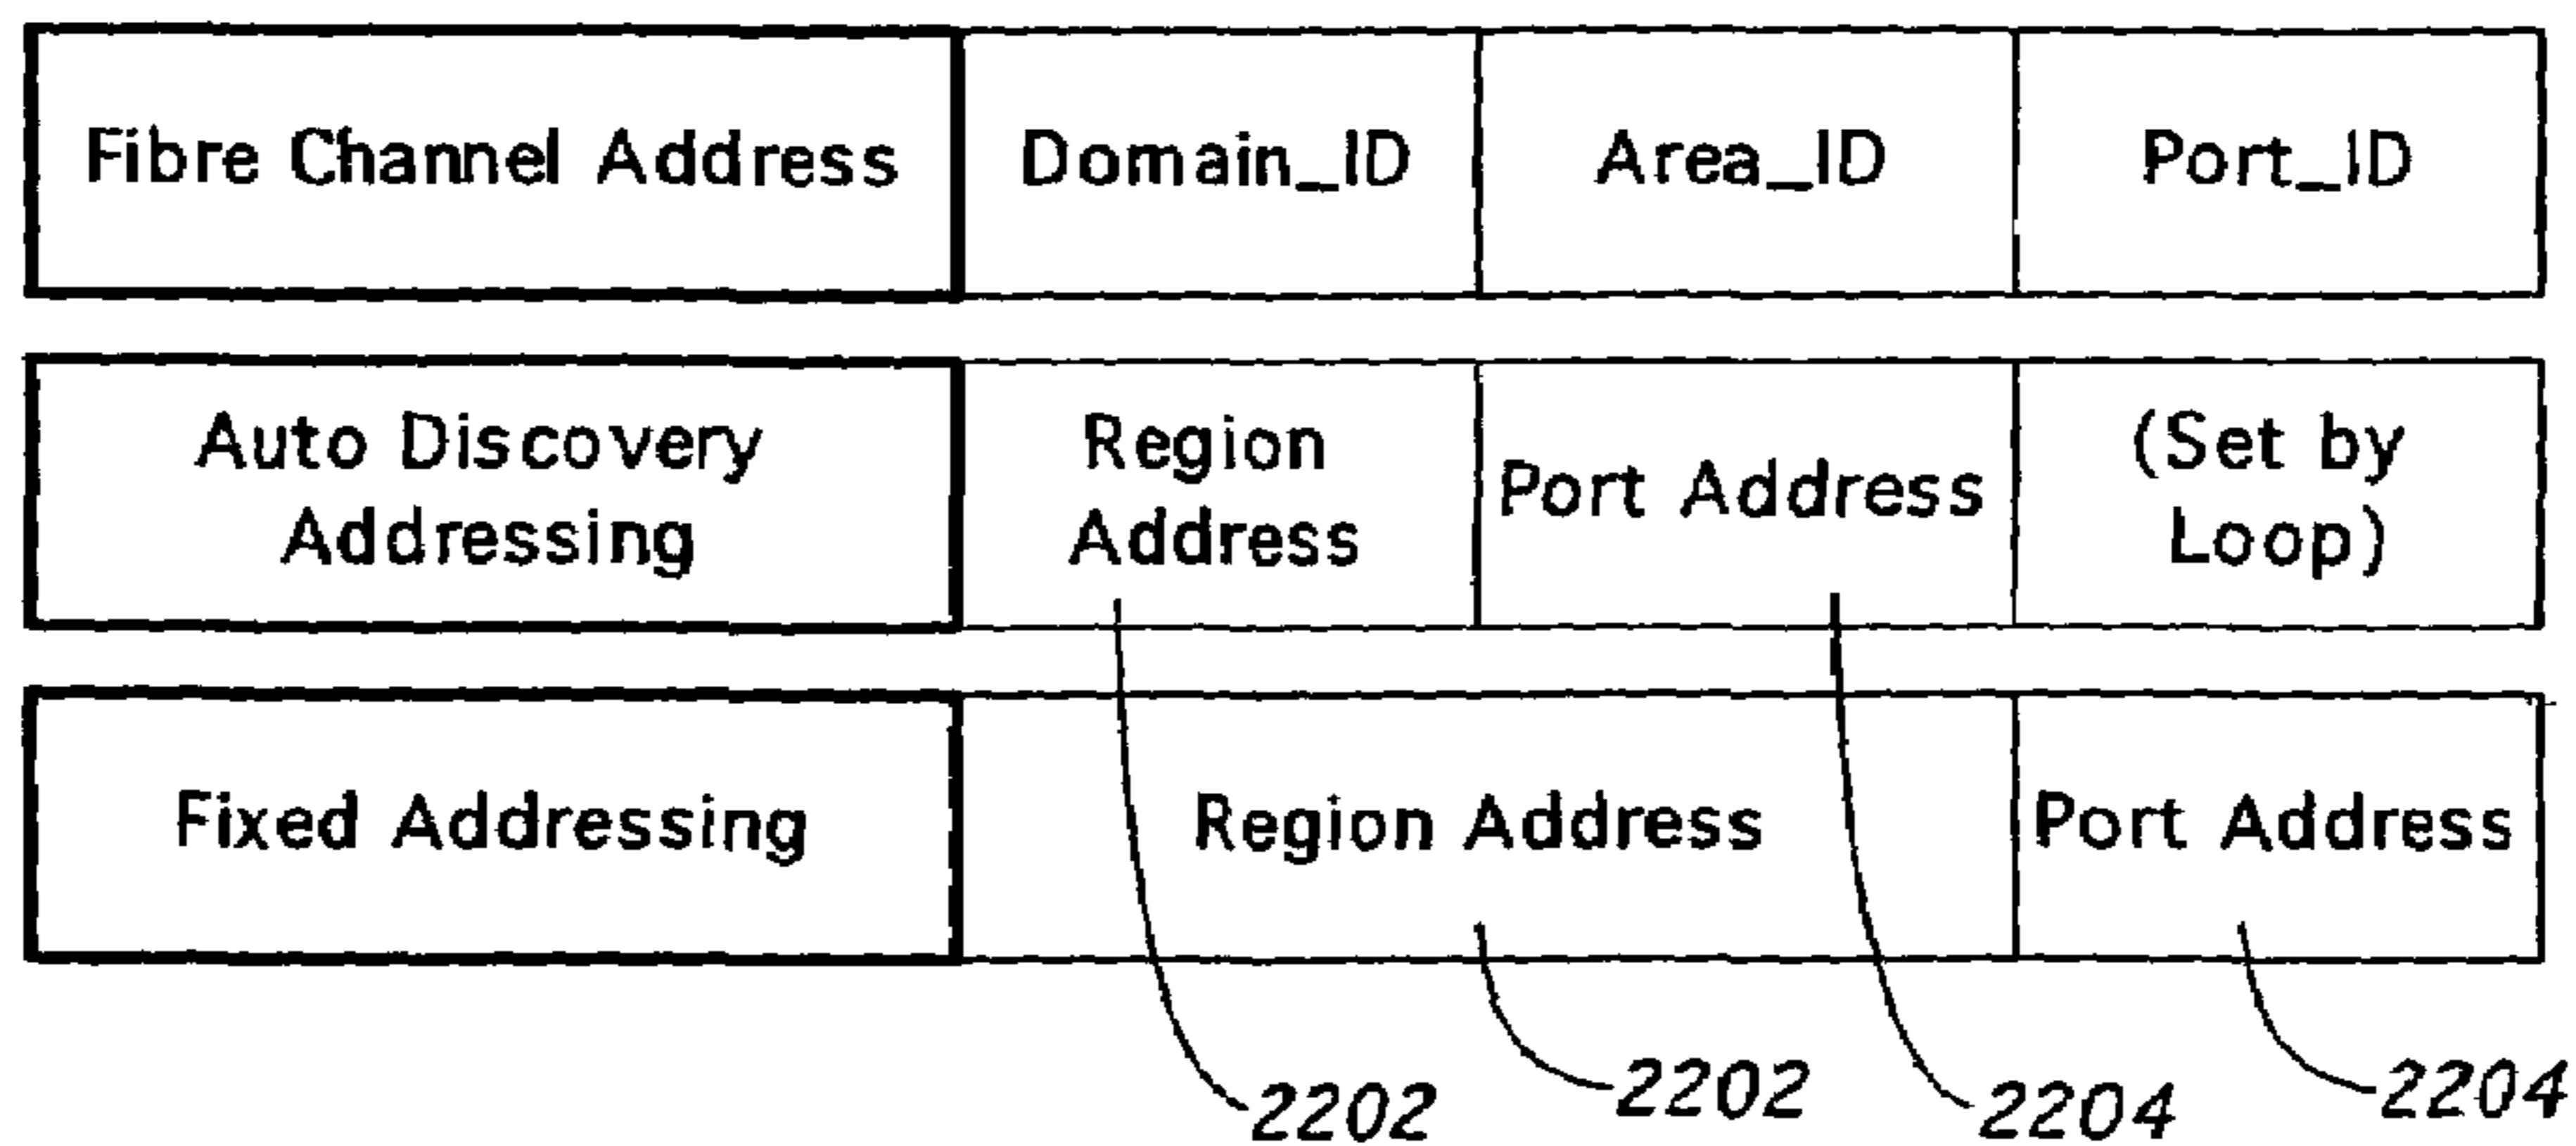 Fibre Channel Address
Domain_ID
Area_ID
Port_ID
Auto Discovery
Addressing
Region
Address
Port Address
(Set by
Loop)
Fixed Addressing
Region Address
Port Address
2202
2202
2204
2204